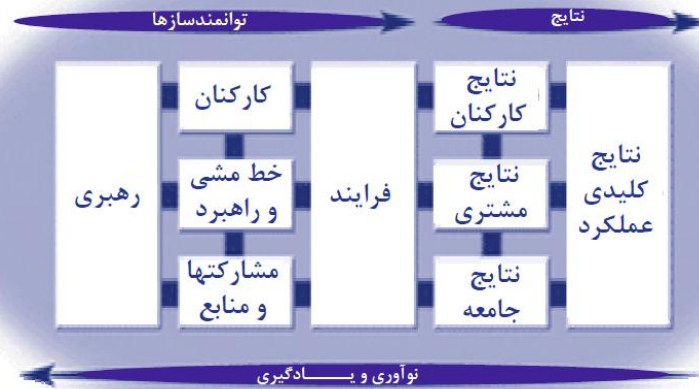 توانمندسازها
نتایج
رهبری
کارکنان
خط مشی
و راهبرد
مشارکتها
و منابع
فرایند
نتایج
کارکنان
نتایج
مشتری
نتایج
جامعه
نتایج
کلیدی
عملکرد
نوآوری و یـــــادگیری